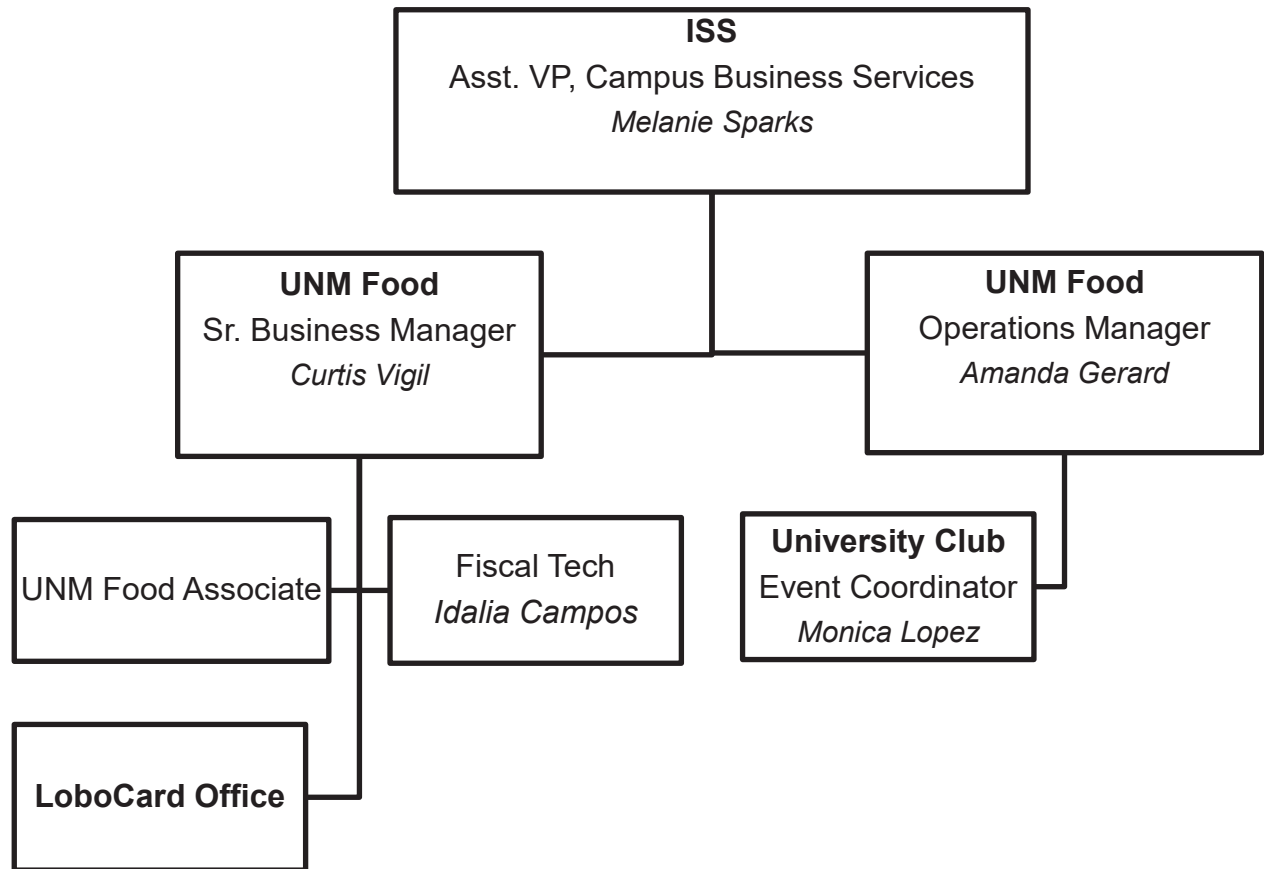 ISS
Asst. VP, Campus Business Services
Melanie Sparks
UNM Food
Sr. Business Manager
Curtis Vigil
UNM Food
Operations Manager
Amanda Gerard
UNM Food Associate
Fiscal Tech
Idalia Campos
University Club
Event Coordinator
Monica Lopez
LoboCard Office